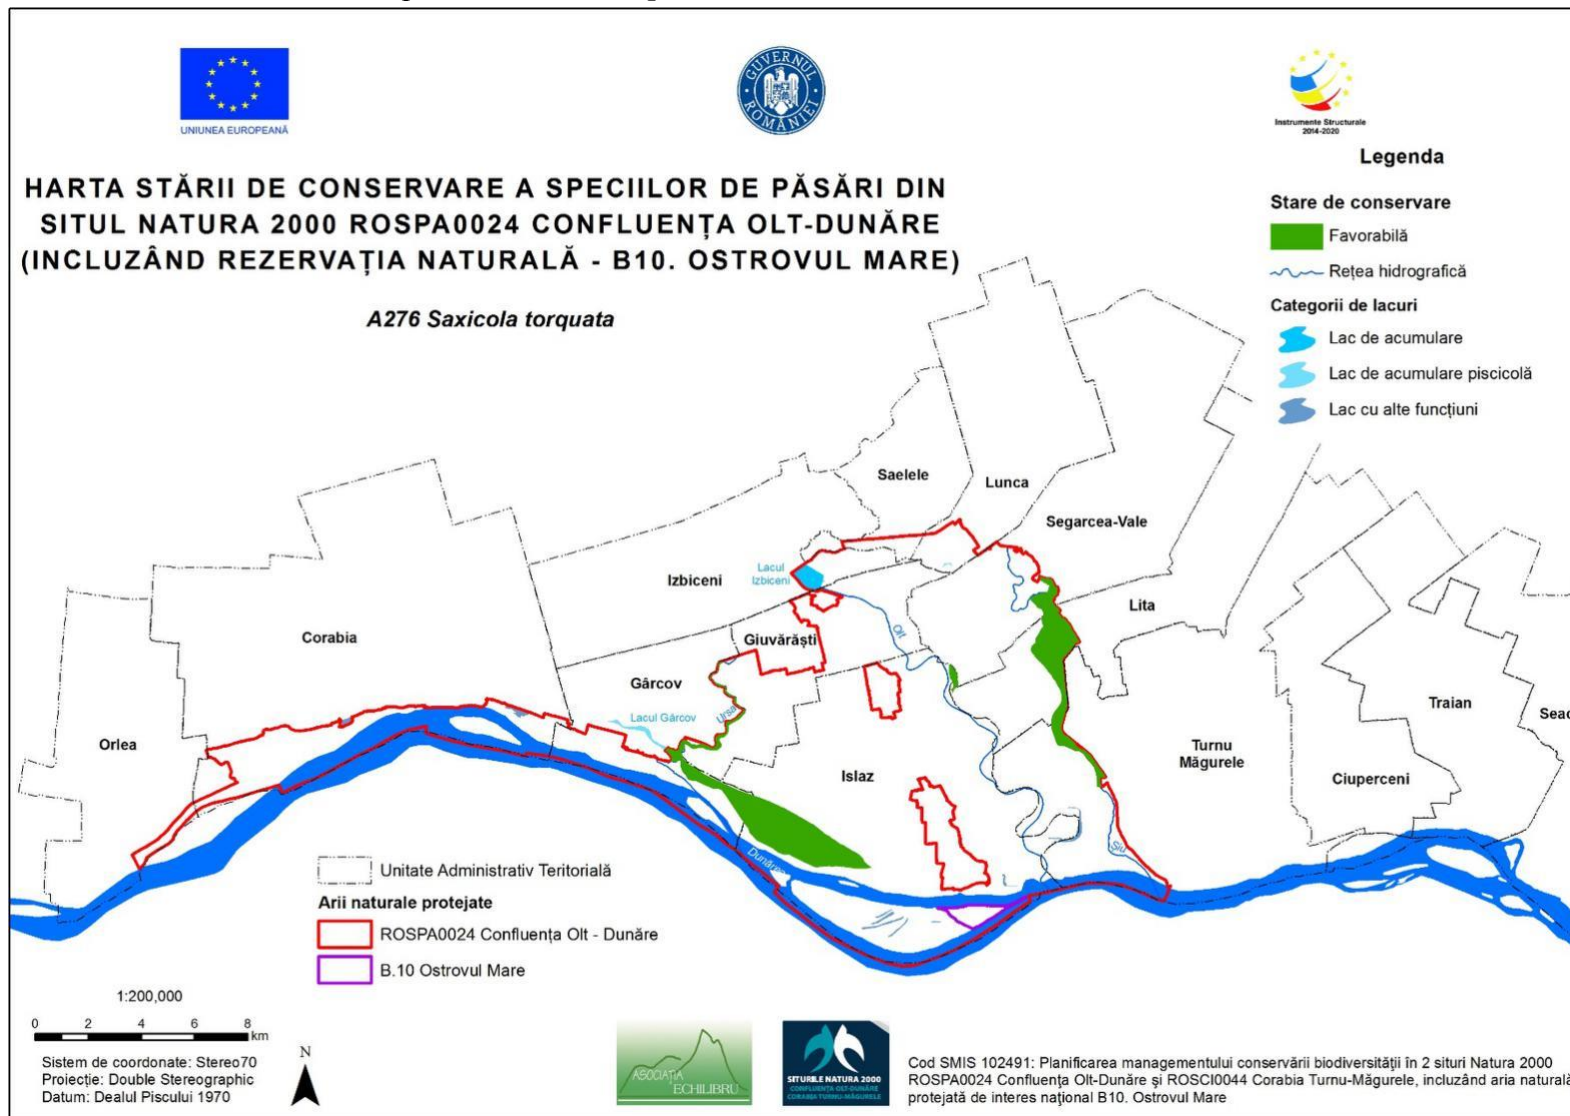 UNIUNEA EUROPEANĂ
GUVERNUL ROMÂNIEI
Instrumente Structurale
2014-2020
HARTA STĂRII DE CONSERVARE A SPECIILOR DE PĂSĂRI DIN
SITUL NATURA 2000 ROSPA0024 CONFLUENȚA OLT-DUNĂRE
(INCLUZÂND REZERVAȚIA NATURALĂ - B10. OSTROVUL MARE)
A276 Saxicola torquata
Legenda
Stare de conservare
Favorabilă
Rețea hidrografică
Categorii de lacuri
Lac de acumulare
Lac de acumulare piscicolă
Lac cu alte funcțiuni
Saelele
Lunca
Segarcea-Vale
Izbiceni
Lacul
Izbiceni
Lita
Corabia
Giuvărăști
Olt
Gârcov
Lacul Gârcov
Ursa
Traian
Seac
Orlea
Turnu
Măgurele
Islaz
Ciuperceni
Dunărea
Siu
Unitate Administrativ Teritorială
Arii naturale protejate
ROSPA0024 Confluența Olt - Dunăre
B.10 Ostrovul Mare
1:200,000
0 2 4 6 8
km
N
Sistem de coordonate: Stereo70
Proiecție: Double Stereographic
Datum: Dealul Piscului 1970
ASOCIAȚIA
ECHILIBRU
SITURILE NATURA 2000
CONFLUENȚA OLT-DUNĂRE
CORABIA TURNU-MĂGURELE
Cod SMIS 102491: Planificarea managementului conservării biodiversității în 2 situri Natura 2000
ROSPA0024 Confluența Olt-Dunăre și ROSCI0044 Corabia Turnu-Măgurele, incluzând aria naturală
protejată de interes național B10. Ostrovul Mare